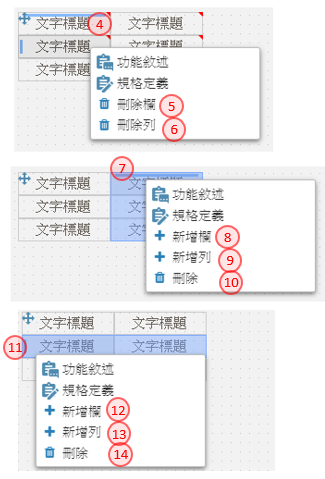 文字標題 ④ 文字標題
文字標題
文字標題
功能敘述
規格定義
刪除欄 ⑤
刪除列 ⑥
⑦
文字標題
文字標題
文字標題
功能敘述
規格定義
新增欄 ⑧
新增列 ⑨
刪除 ⑩
文字標題 文字標題
⑪ 文字標題 文字標題
功能敘述
規格定義
新增欄 ⑫
新增列 ⑬
刪除 ⑭